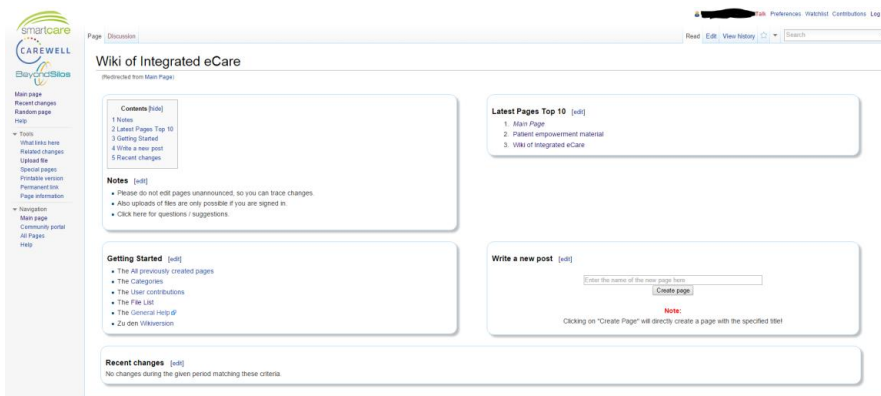 Talk Preferences Watchlist Contributions Log
smartcare
CAREWELL
BeyondSilos
Page Discussion
Read Edit View history Search
Wiki of Integrated eCare
(Redirected from Main Page)
Main page
Recent changes
Random page
Help
Tools
What links here
Related changes
Upload file
Special pages
Printable version
Permanent link
Page information
Navigation
Main page
Community portal
All Pages
Help
Contents [hide]
1 Notes
2 Latest Pages Top 10
3 Getting Started
4 Write a new post
5 Recent changes
Notes [edit]
Please do not edit pages unannounced, so you can trace changes.
Also uploads of files are only possible if you are signed in.
Click here for questions / suggestions.
Latest Pages Top 10 [edit]
1. Main Page
2. Patient empowerment material
3. Wiki of Integrated eCare
Getting Started [edit]
The All previously created pages
The Categories
The User contributions
The File List
The General Help
Zu den Wikiversion
Write a new post [edit]
Enter the name of the new page here
Create page
Note:
Clicking on "Create Page" will directly create a page with the specified title!
Recent changes [edit]
No changes during the given period matching these criteria.